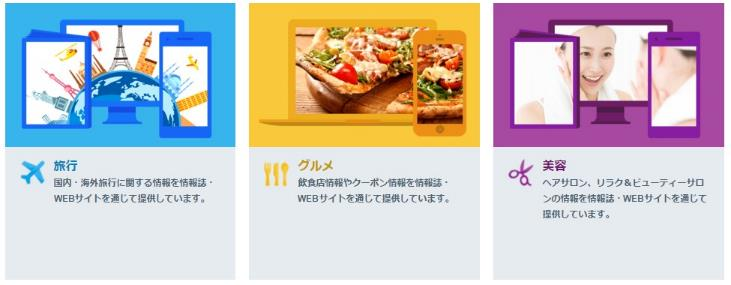 旅行
国内・海外旅行に関する情報を情報誌・
WEBサイトを通じて提供しています。
グルメ
飲食店情報やクーポン情報を情報誌・
WEBサイトを通じて提供しています。
美容
ヘアサロン、リラク＆ビューティーサロ
ンの情報を情報誌・WEBサイトを通じて
提供しています。